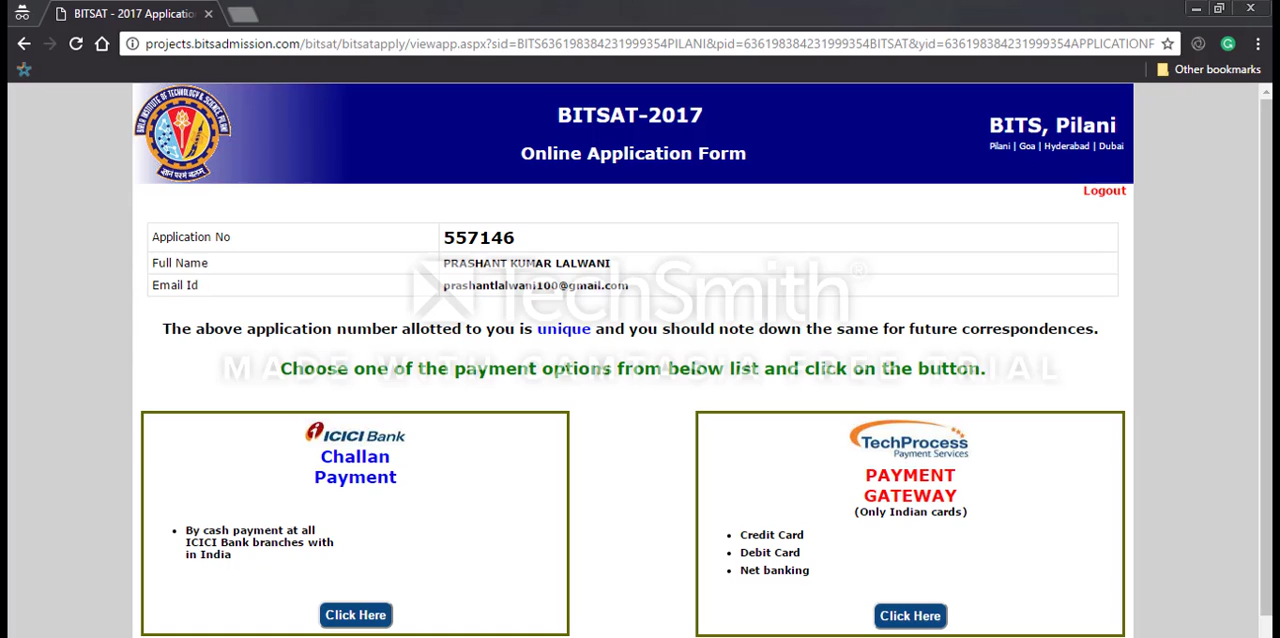 BITSAT - 2017 Applicatio
projects.bitsadmission.com/bitsat/bitsatapply/viewapp.aspx?sid=BITS636198384231999354PILANI&pid=636198384231999354BITSAT&yid=636198384231999354APPLICATIONF
Other bookmarks
BITSAT-2017
Online Application Form
BITS, Pilani
Pilani | Goa | Hyderabad | Dubai
Logout
Application No 557146
Full Name PRASHANT KUMAR LALWANI
Email Id prashantlalwani100@gmail.com
TechSmith®
The above application number allotted to you is unique and you should note down the same for future correspondences.
MADE WITH CAMTASIA FREE TRIAL
Choose one of the payment options from below list and click on the button.
ICICI Bank
Challan
Payment
• By cash payment at all
ICICI Bank branches with
in India
Click Here
TechProcess
Payment Services
PAYMENT
GATEWAY
(Only Indian cards)
• Credit Card
• Debit Card
• Net banking
Click Here